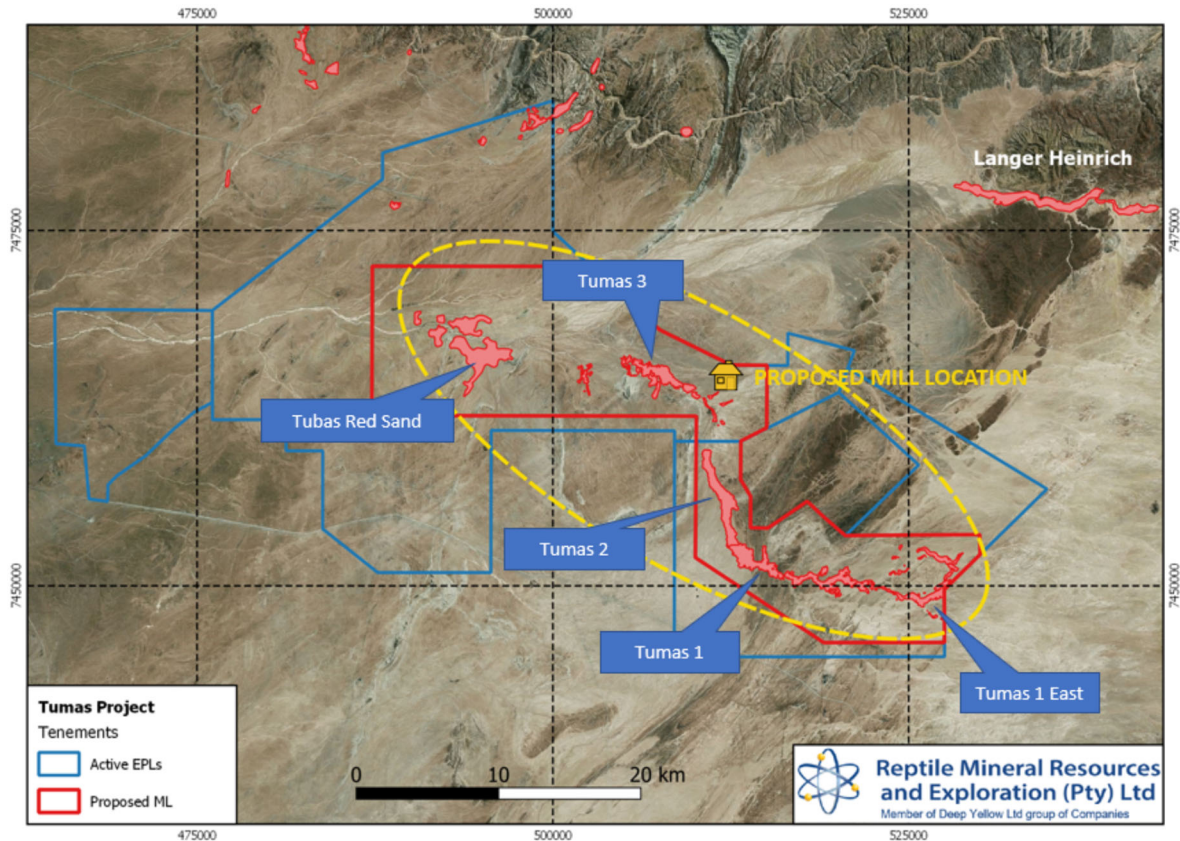 475000
500000
525000
Langer Heinrich
7475000
7475000
Tumas 3
PROPOSED MILL LOCATION
Tubas Red Sand
Tumas 2
7450000
7450000
Tumas 1
Tumas 1 East
Tumas Project
Tenements
Active EPLs
Proposed ML
0 10 20 km
Reptile Mineral Resources
and Exploration (Pty) Ltd
Member of Deep Yellow Ltd group of Companies
475000
500000
525000